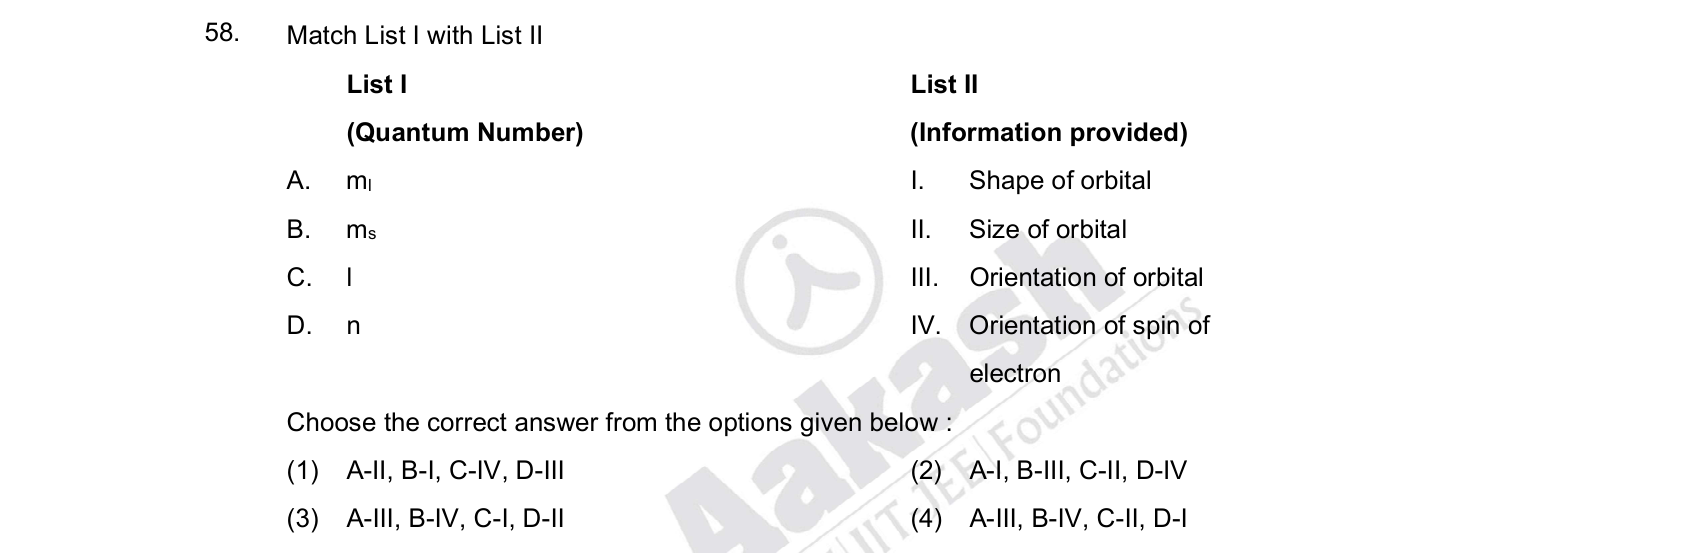 58. Match List I with List II
List I List II
(Quantum Number) (Information provided)
A. mₗ I. Shape of orbital
B. mₛ II. Size of orbital
C. l III. Orientation of orbital
D. n IV. Orientation of spin of
electron
Choose the correct answer from the options given below :
(1) A-II, B-I, C-IV, D-III (2) A-I, B-III, C-II, D-IV
(3) A-III, B-IV, C-I, D-II (4) A-III, B-IV, C-II, D-I
Aakash
IIT JEE | Foundations